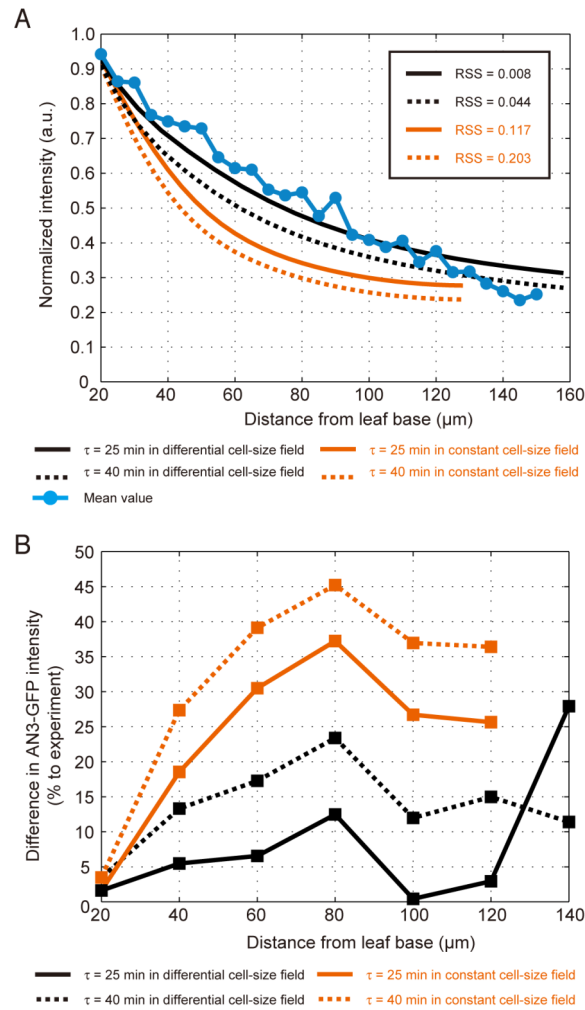 A
1.0
0.9
0.8
0.7
0.6
0.5
0.4
0.3
0.2
0.1
0
Normalized intensity (a.u.)
RSS = 0.008
RSS = 0.044
RSS = 0.117
RSS = 0.203
20 40 60 80 100 120 140 160
Distance from leaf base (µm)
τ = 25 min in differential cell-size field τ = 25 min in constant cell-size field
τ = 40 min in differential cell-size field τ = 40 min in constant cell-size field
Mean value
B
50
45
40
35
30
25
20
15
10
5
0
Difference in AN3-GFP intensity
(% to experiment)
20 40 60 80 100 120 140
Distance from leaf base (µm)
τ = 25 min in differential cell-size field τ = 25 min in constant cell-size field
τ = 40 min in differential cell-size field τ = 40 min in constant cell-size field